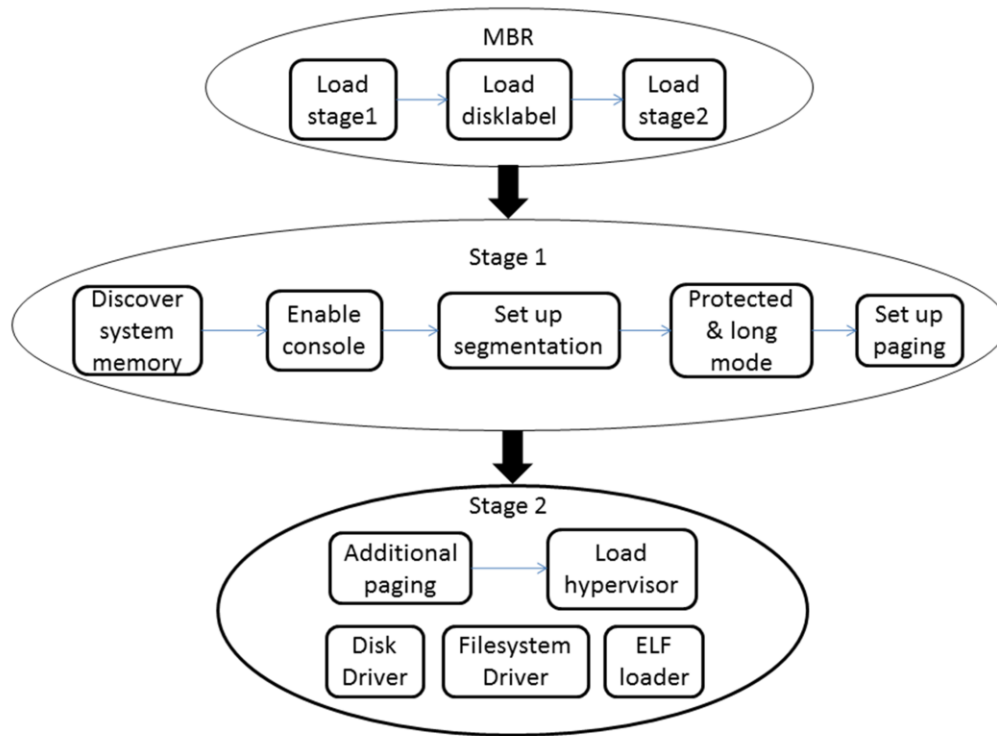 MBR
Load
stage1
Load
disklabel
Load
stage2
Stage 1
Discover
system
memory
Enable
console
Set up
segmentation
Protected
& long
mode
Set up
paging
Stage 2
Additional
paging
Load
hypervisor
Disk
Driver
Filesystem
Driver
ELF
loader